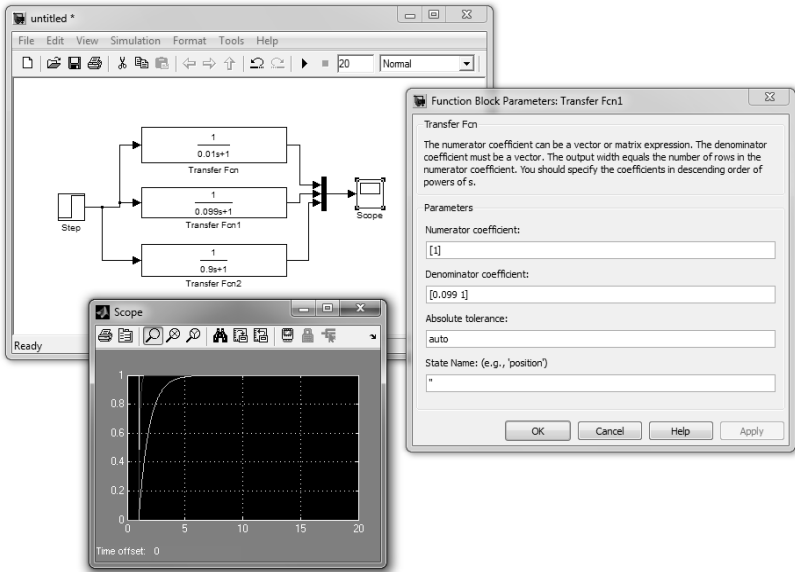 untitled *
File Edit View Simulation Format Tools Help
20 Normal
1
0.01s+1
Transfer Fcn
1
0.099s+1
Transfer Fcn1
1
0.9s+1
Transfer Fcn2
Step
Scope
Ready
Function Block Parameters: Transfer Fcn1
Transfer Fcn
The numerator coefficient can be a vector or matrix expression. The denominator
coefficient must be a vector. The output width equals the number of rows in the
numerator coefficient. You should specify the coefficients in descending order of
powers of s.
Parameters
Numerator coefficient:
[1]
Denominator coefficient:
[0.099 1]
Absolute tolerance:
auto
State Name: (e.g., 'position')
''
OK Cancel Help Apply
Scope
1
0.8
0.6
0.4
0.2
0
0 5 10 15 20
Time offset: 0